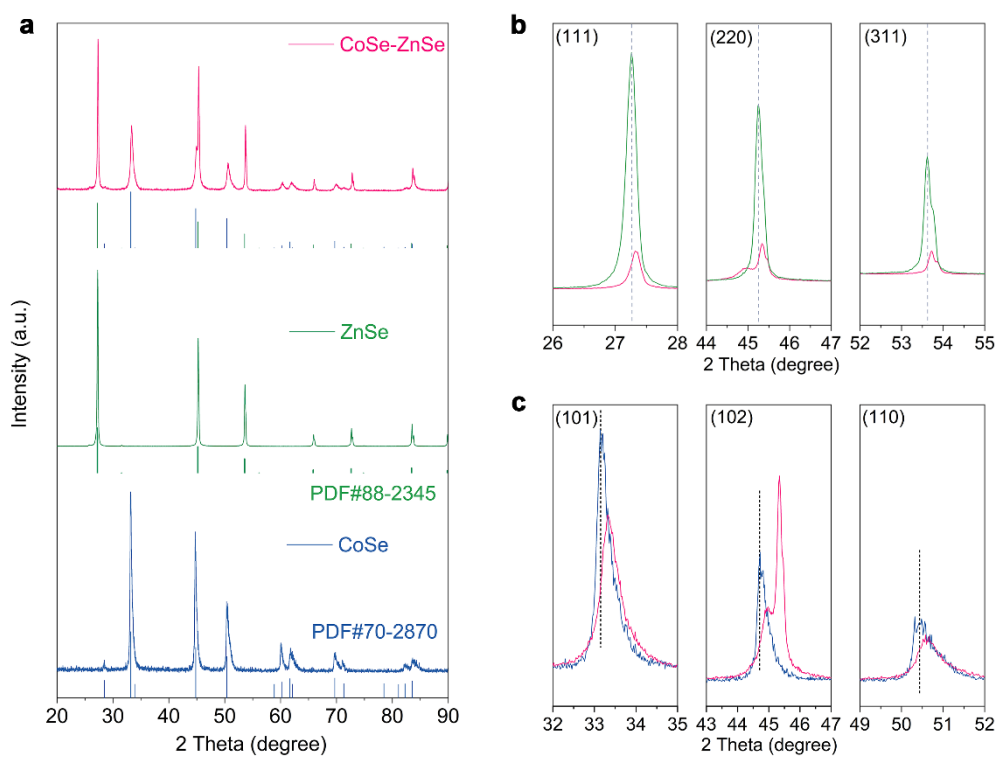 a
CoSe-ZnSe
ZnSe
PDF#88-2345
CoSe
PDF#70-2870
Intensity (a.u.)
20 30 40 50 60 70 80 90
2 Theta (degree)
b
(111) (220) (311)
26 27 28 44 45 46 47 52 53 54 55
2 Theta (degree)
c
(101) (102) (110)
32 33 34 35 43 44 45 46 47 49 50 51 52
2 Theta (degree)